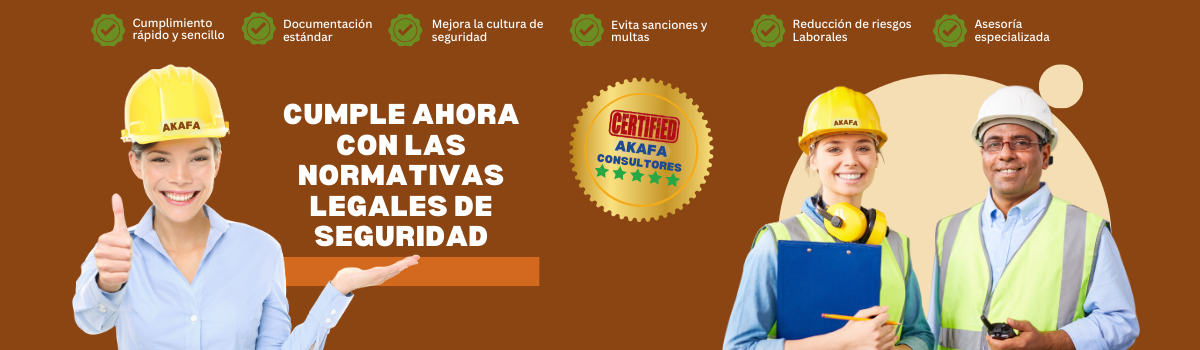 Cumplimiento
rápido y sencillo
Documentación
estándar
Mejora la cultura de
seguridad
Evita sanciones y
multas
Reducción de riesgos
Laborales
Asesoría
especializada
AKAFA
CUMPLE AHORA
CON LAS
NORMATIVAS
LEGALES DE
SEGURIDAD
CERTIFIED
AKAFA
CONSULTORES
AKAFA